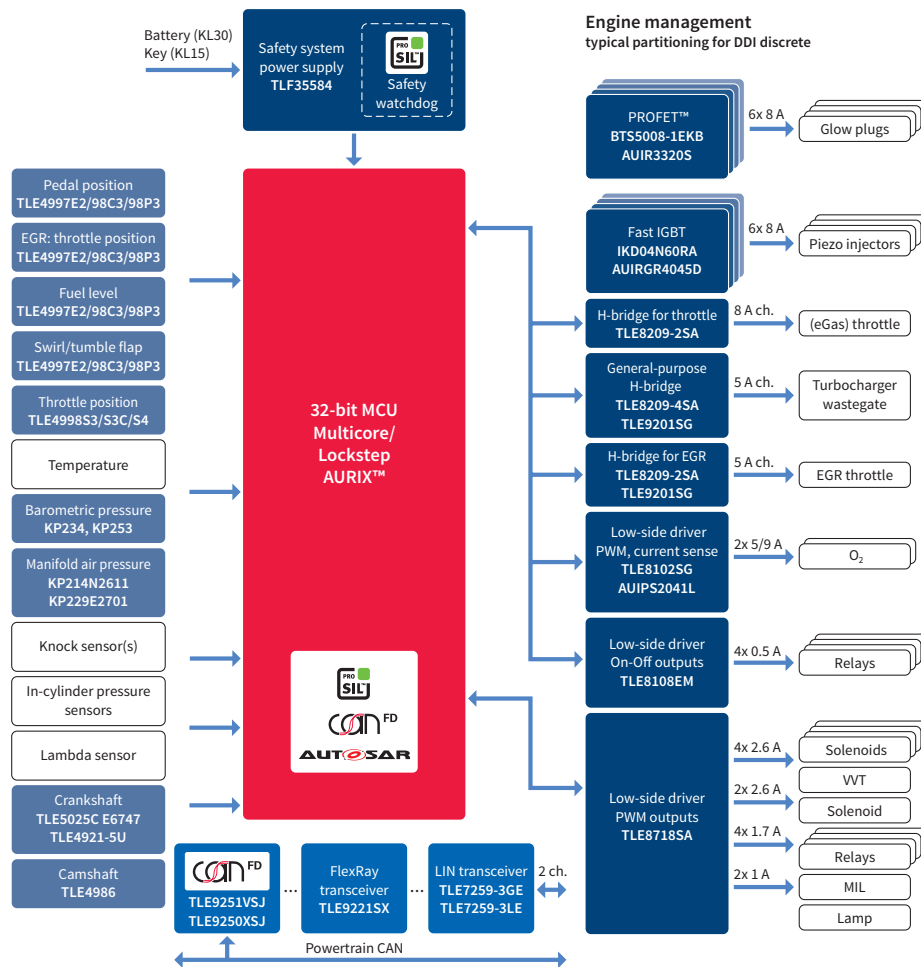 Engine management
typical partitioning for DDI discrete
Battery (KL30)
Key (KL15)
Safety system
power supply
TLF35584
PRO
SIL
Safety
watchdog
Pedal position
TLE4997E2/98C3/98P3
EGR: throttle position
TLE4997E2/98C3/98P3
Fuel level
TLE4997E2/98C3/98P3
Swirl/tumble flap
TLE4997E2/98C3/98P3
Throttle position
TLE4998S3/S3C/S4
Temperature
Barometric pressure
KP234, KP253
Manifold air pressure
KP214N2611
KP229E2701
Knock sensor(s)
In-cylinder pressure
sensors
Lambda sensor
Crankshaft
TLE5025C E6747
TLE4921-5U
Camshaft
TLE4986
32-bit MCU
Multicore/
Lockstep
AURIX™
PRO
SIL
CAN FD
AUTOSAR
PROFET™
BTS5008-1EKB
AUIR3320S
6x 8 A
Glow plugs
Fast IGBT
IKD04N60RA
AUIRGR4045D
6x 8 A
Piezo injectors
H-bridge for throttle
TLE8209-2SA
8 A ch.
(eGas) throttle
General-purpose
H-bridge
TLE8209-4SA
TLE9201SG
5 A ch.
Turbocharger
wastegate
H-bridge for EGR
TLE8209-2SA
TLE9201SG
5 A ch.
EGR throttle
Low-side driver
PWM, current sense
TLE8102SG
AUIPS2041L
2x 5/9 A
O₂
Low-side driver
On-Off outputs
TLE8108EM
4x 0.5 A
Relays
Low-side driver
PWM outputs
TLE8718SA
4x 2.6 A
Solenoids
VVT
2x 2.6 A
Solenoid
4x 1.7 A
Relays
2x 1 A
MIL
Lamp
CAN FD
TLE9251VSJ
TLE9250XSJ
...
FlexRay
transceiver
TLE9221SX
...
LIN transceiver
TLE7259-3GE
TLE7259-3LE
2 ch.
Powertrain CAN